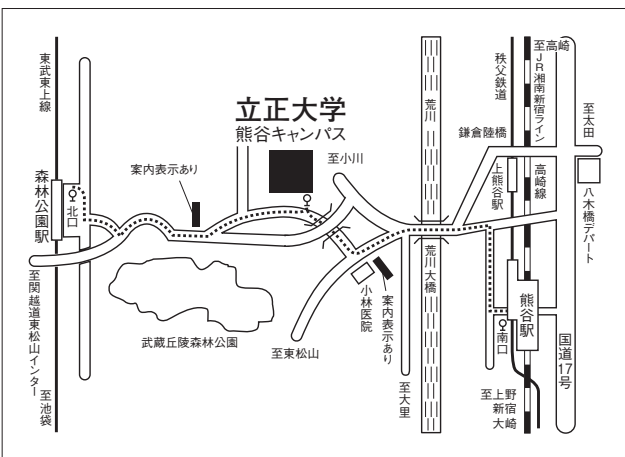 東武東上線
森林公園駅
北口
至関越道東松山インター
至池袋
案内表示あり
立正大学
熊谷キャンパス
至小川
武蔵丘陵森林公園
至東松山
小林医院
案内表示あり
至大里
荒川
荒川大橋
鎌倉陸橋
秩父鉄道
上熊谷駅
至高崎
至JR湘南新宿ライン
高崎線
至太田
八木橋デパート
熊谷駅
南口
国道17号
至上野
新宿
大崎